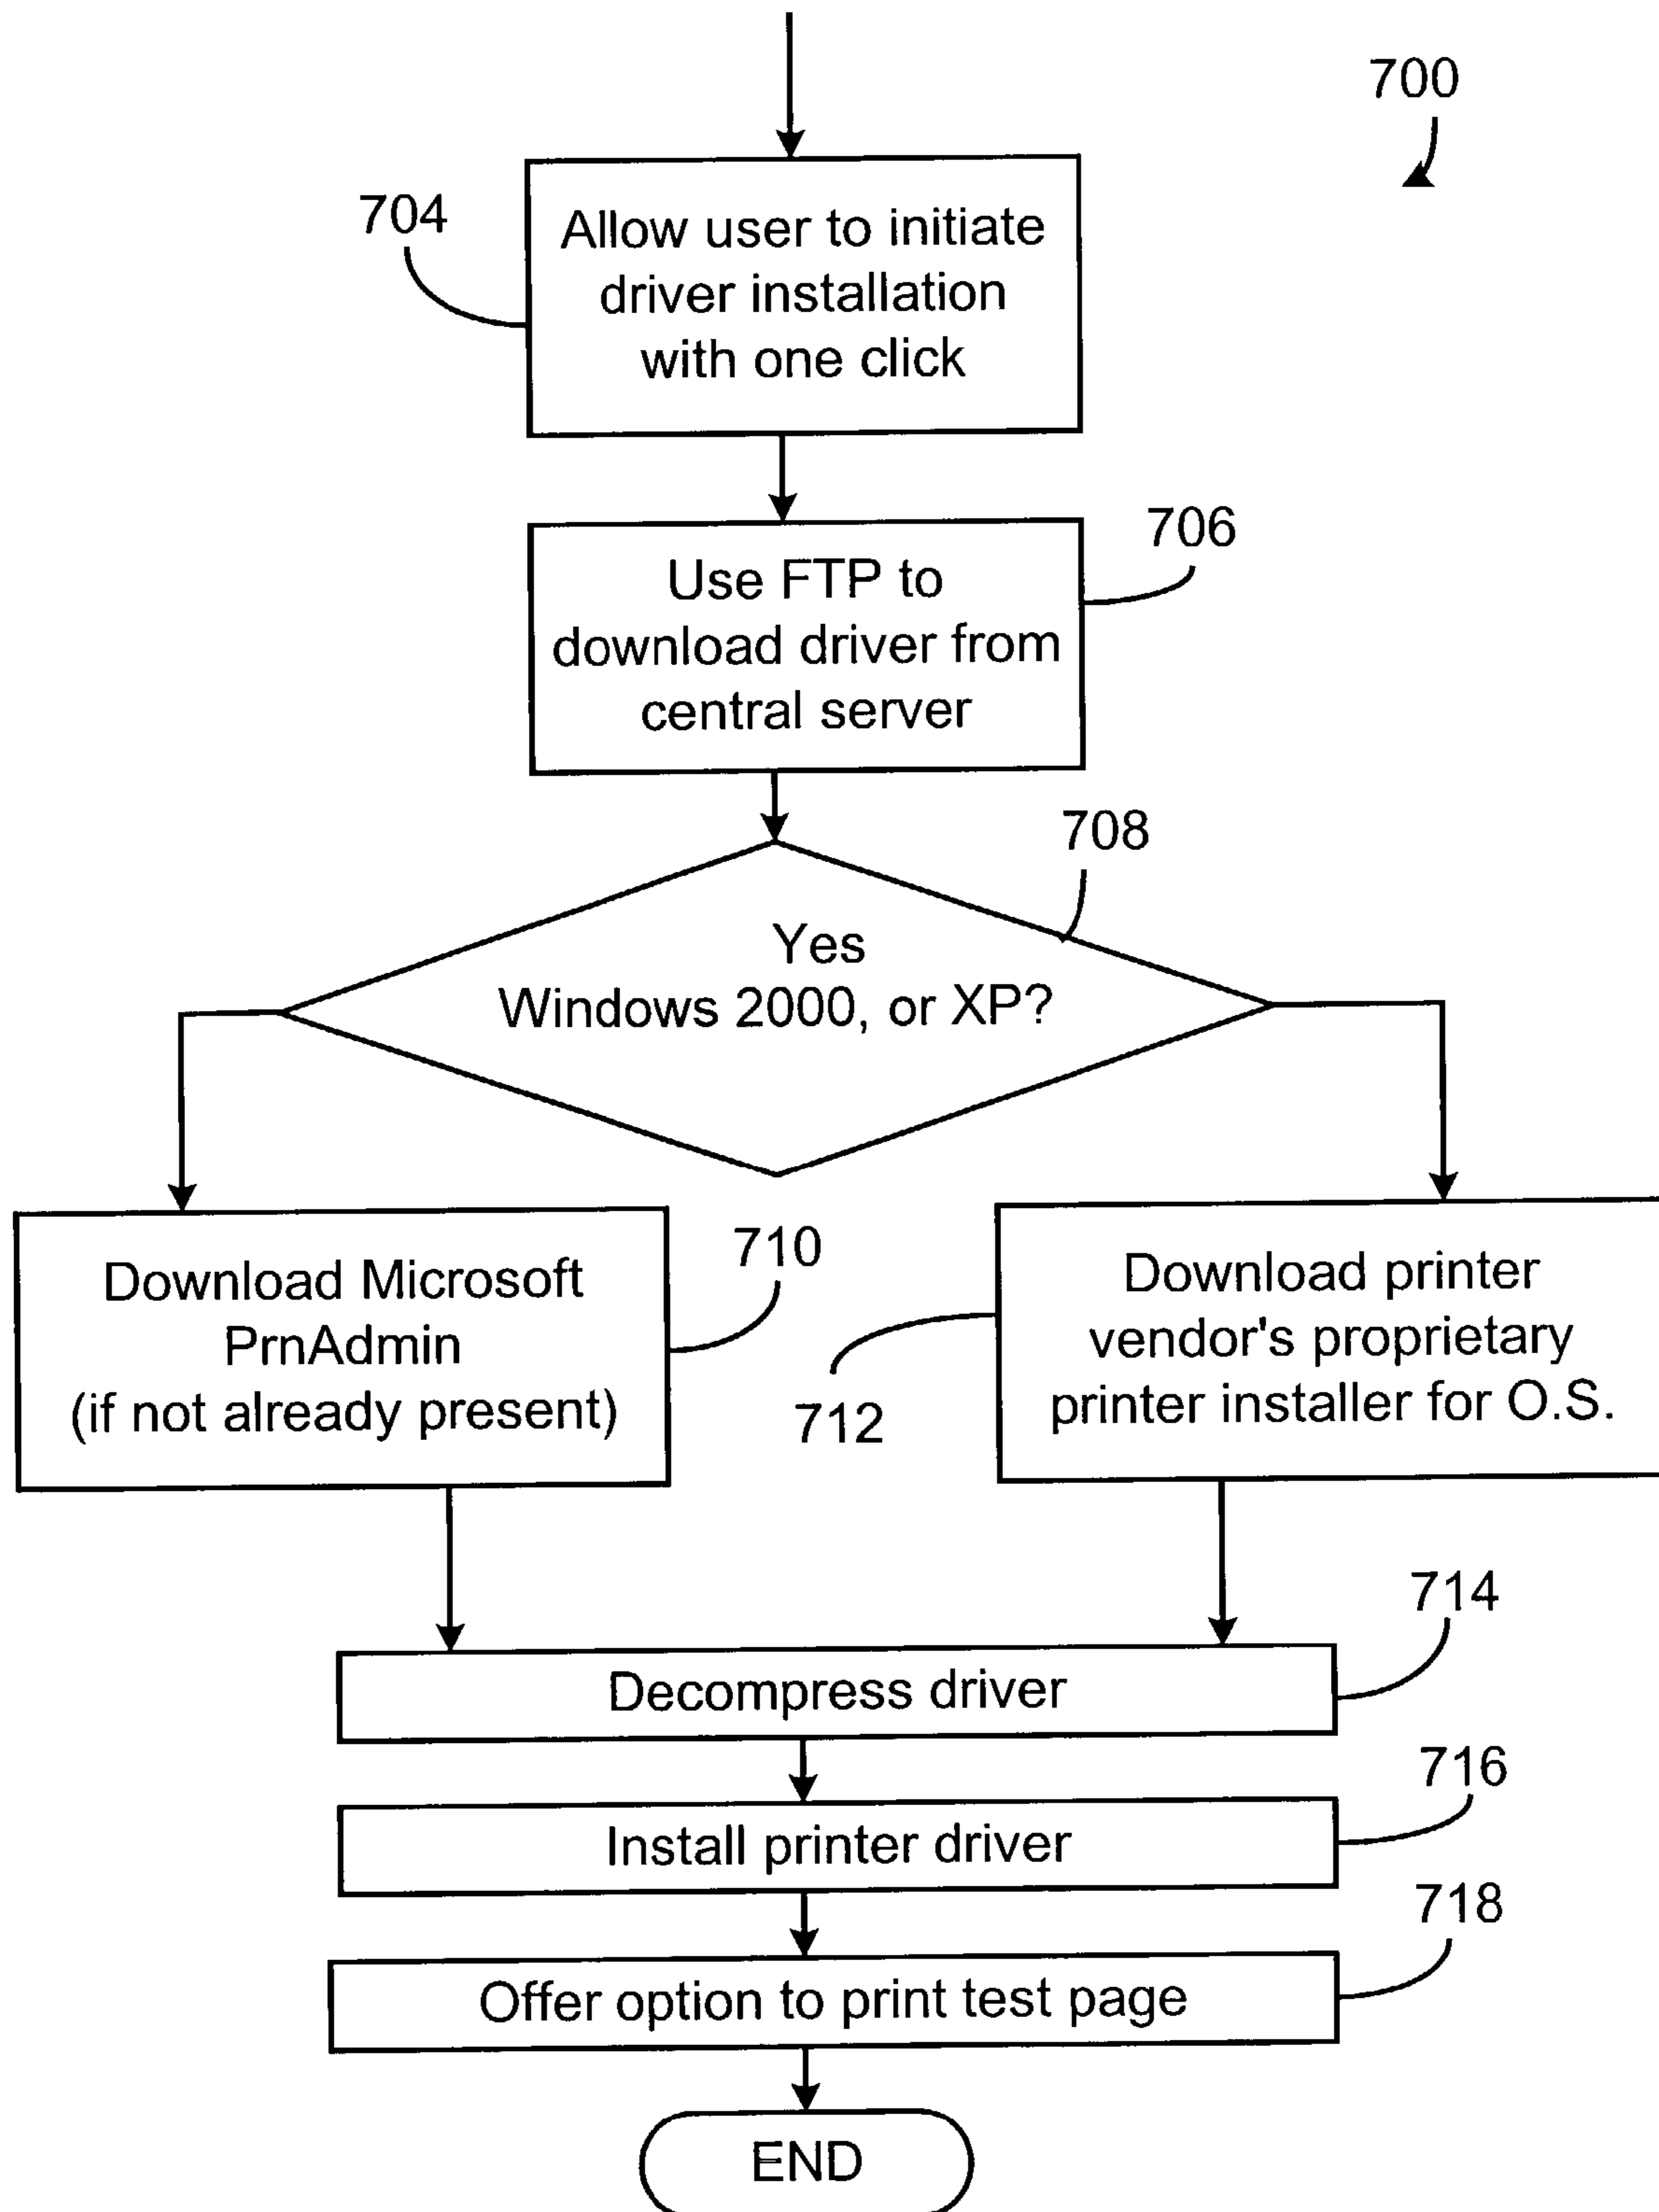 700
704
Allow user to initiate
driver installation
with one click
706
Use FTP to
download driver from
central server
708
Yes
Windows 2000, or XP?
Download Microsoft
PrnAdmin
(if not already present)
710
712
Download printer
vendor's proprietary
printer installer for O.S.
714
Decompress driver
716
Install printer driver
718
Offer option to print test page
END